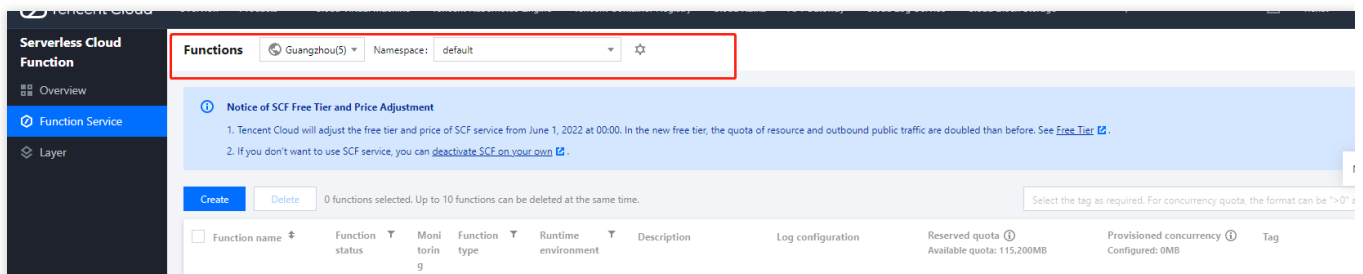 Tencent Cloud
Serverless Cloud
Function
Overview
Function Service
Layer
Functions Guangzhou(5) Namespace: default
Notice of SCF Free Tier and Price Adjustment
1. Tencent Cloud will adjust the free tier and price of SCF service from June 1, 2022 at 00:00. In the new free tier, the quota of resource and outbound public traffic are doubled than before. See Free Tier.
2. If you don't want to use SCF service, you can deactivate SCF on your own.
Create Delete 0 functions selected. Up to 10 functions can be deleted at the same time.
Select the tag as required. For concurrency quota, the format can be ">0"
Function name Function Moni Function Runtime Description Log configuration Reserved quota Provisioned concurrency Tag
status torin type environment Available quota: 115,200MB Configured: 0MB
g